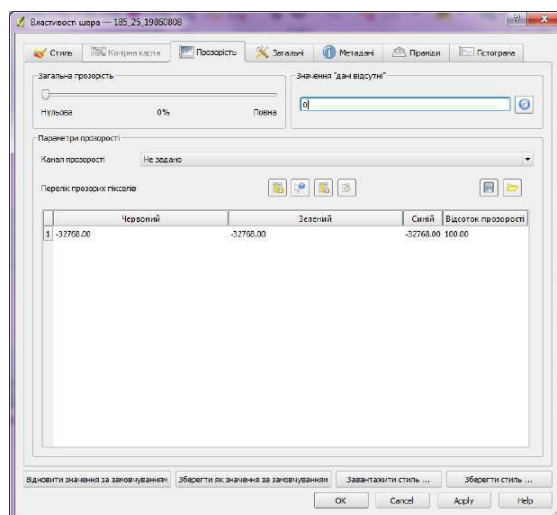 Властивості шара — 185_25_19860808
Стиль Колірна карта Прозорість Загальні Метадані Піраміди Гістограма
Загальна прозорість
Значення "дані відсутні"
0
Нульова 0% Повна
Параметри прозорості
Канал прозорості Не задано
Перелік прозорих пікселів
Червоний Зелений Синій Відсоток прозорості
1 -32768.00 -32768.00 -32768.00 100.00
Відновити значення за замовчуванням Зберегти як значення за замовчуванням Завантажити стиль ... Зберегти стиль ...
OK Cancel Apply Help